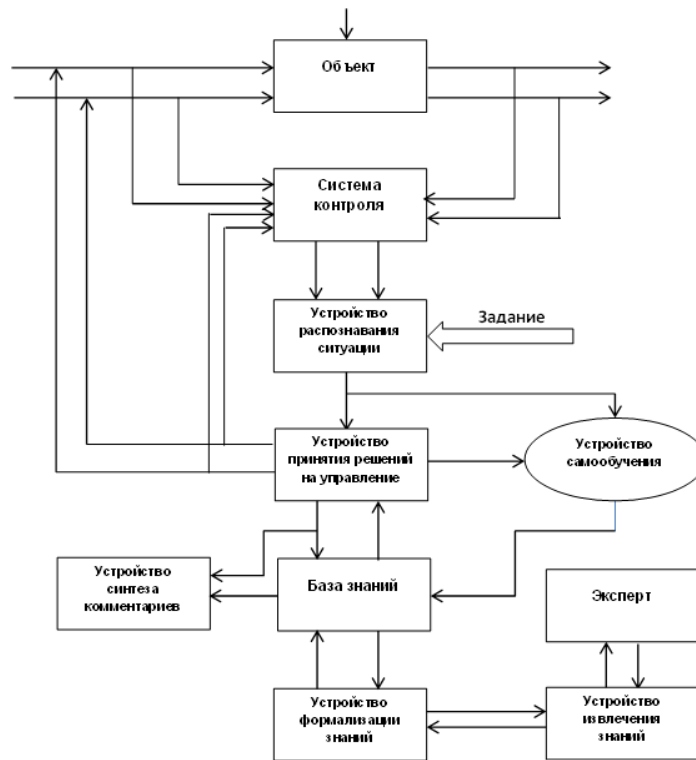 Объект
Система
контроля
Устройство
распознавания
ситуации
Задание
Устройство
принятия решений
на управление
Устройство
самообучения
Устройство
синтеза
комментариев
База знаний
Эксперт
Устройство
формализации
знаний
Устройство
извлечения
знаний